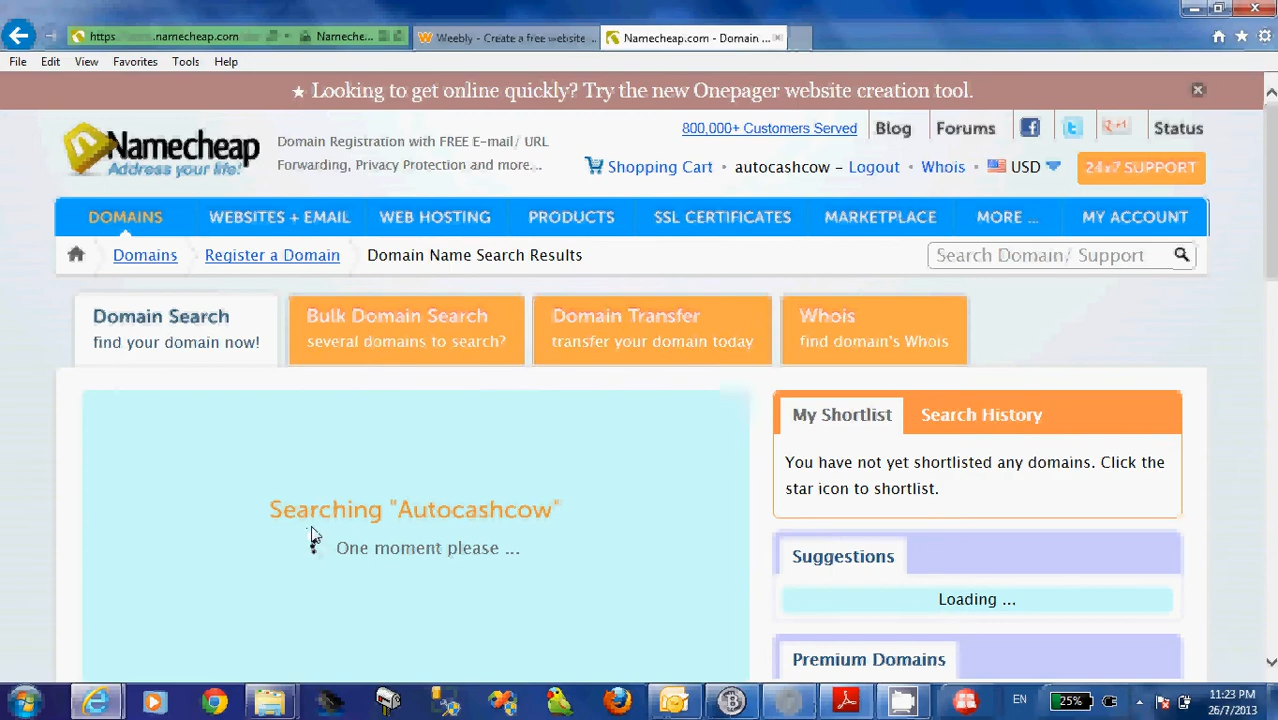 https .namecheap.com
Nameche...
Weebly - Create a free website ...
Namecheap.com - Domain ...
File Edit View Favorites Tools Help
★ Looking to get online quickly? Try the new Onepager website creation tool.
Namecheap
Address your life!
Domain Registration with FREE E-mail/ URL
Forwarding, Privacy Protection and more...
800,000+ Customers Served
Blog
Forums
Status
Shopping Cart • autocashcow – Logout • Whois • USD
24x7 SUPPORT
DOMAINS WEBSITES + EMAIL WEB HOSTING PRODUCTS SSL CERTIFICATES MARKETPLACE MORE ... MY ACCOUNT
Domains Register a Domain Domain Name Search Results
Search Domain/ Support
Domain Search
find your domain now!
Bulk Domain Search
several domains to search?
Domain Transfer
transfer your domain today
Whois
find domain's Whois
Searching "Autocashcow"
One moment please ...
My Shortlist
Search History
You have not yet shortlisted any domains. Click the
star icon to shortlist.
Suggestions
Loading ...
Premium Domains
EN
25%
11:23 PM
26/7/2013